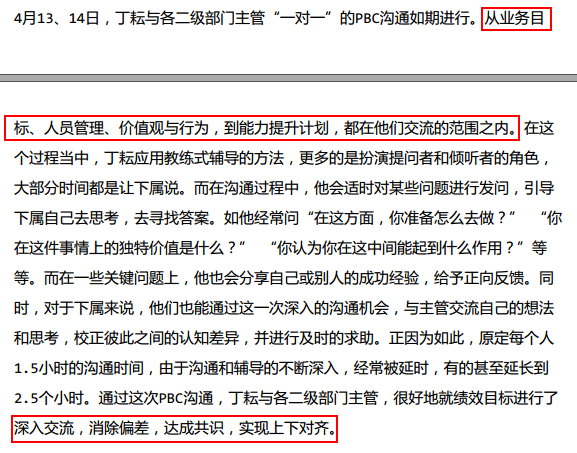 4月13、14日，丁耘与各二级部门主管“一对一”的PBC沟通如期进行。从业务目
标、人员管理、价值观与行为，到能力提升计划，都在他们交流的范围之内。在这
个过程当中，丁耘应用教练式辅导的方法，更多的是扮演提问者和倾听者的角色，
大部分时间都是让下属说。而在沟通过程中，他会适时对某些问题进行发问，引导
下属自己去思考，去寻找答案。如他经常问“在这方面，你准备怎么去做？” “你
在这件事情上的独特价值是什么？” “你认为你在这中间能起到什么作用？”等
等。而在一些关键问题上，他也会分享自己或别人的成功经验，给予正向反馈。同
时，对于下属来说，他们也能通过这一次深入的沟通机会，与主管交流自己的想法
和思考，校正彼此之间的认知差异，并进行及时的求助。正因为如此，原定每个人
1.5小时的沟通时间，由于沟通和辅导的不断深入，经常被延时，有的甚至延长到
2.5个小时。通过这次PBC沟通，丁耘与各二级部门主管，很好地就绩效目标进行了
深入交流，消除偏差，达成共识，实现上下对齐。